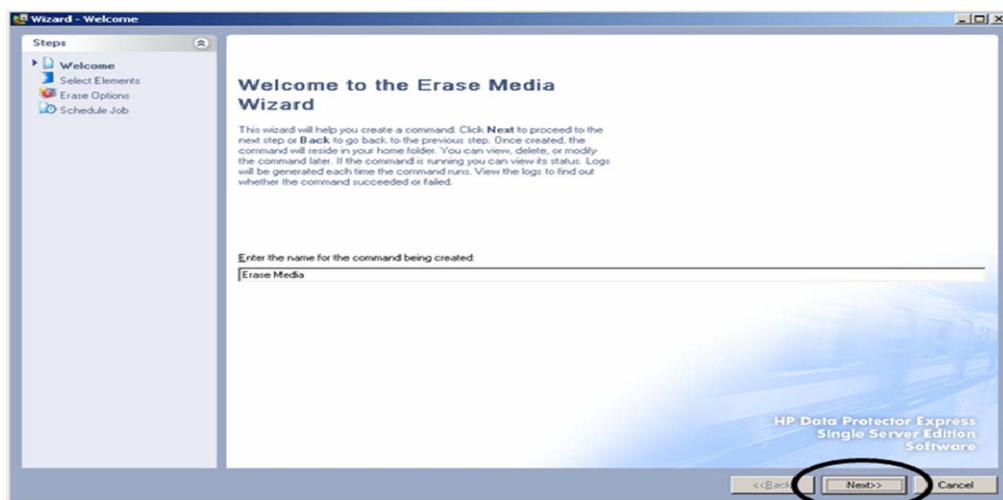 Wizard - Welcome
Steps
Welcome
Select Elements
Erase Options
Schedule Job
Welcome to the Erase Media
Wizard
This wizard will help you create a command. Click Next to proceed to the
next step or Back to go back to the previous step. Once created, the
command will reside in your home folder. You can view, delete, or modify
the command later. If the command is running you can view its status. Logs
will be generated each time the command runs. View the logs to find out
whether the command succeeded or failed.
Enter the name for the command being created:
Erase Media
HP Data Protector Express
Single Server Edition
Software
<<Back
Next>>
Cancel